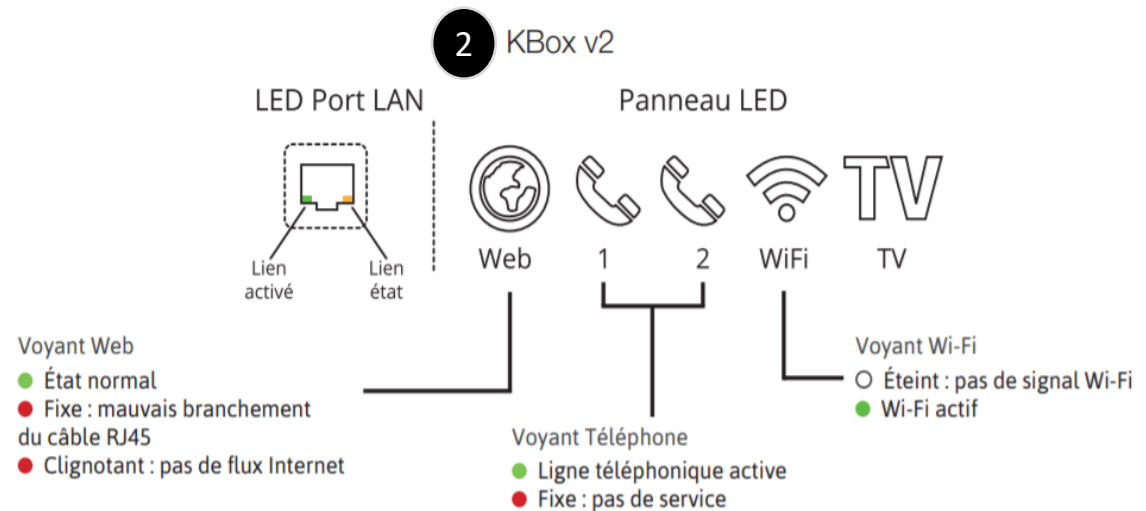 2 KBox v2
LED Port LAN
Panneau LED
TV
Lien
activé
Lien
état
Web
1
2
WiFi
TV
Voyant Web
État normal
Fixe : mauvais branchement
du câble RJ45
Clignotant : pas de flux Internet
Voyant Téléphone
Ligne téléphonique active
Fixe : pas de service
Voyant Wi-Fi
Éteint : pas de signal Wi-Fi
Wi-Fi actif